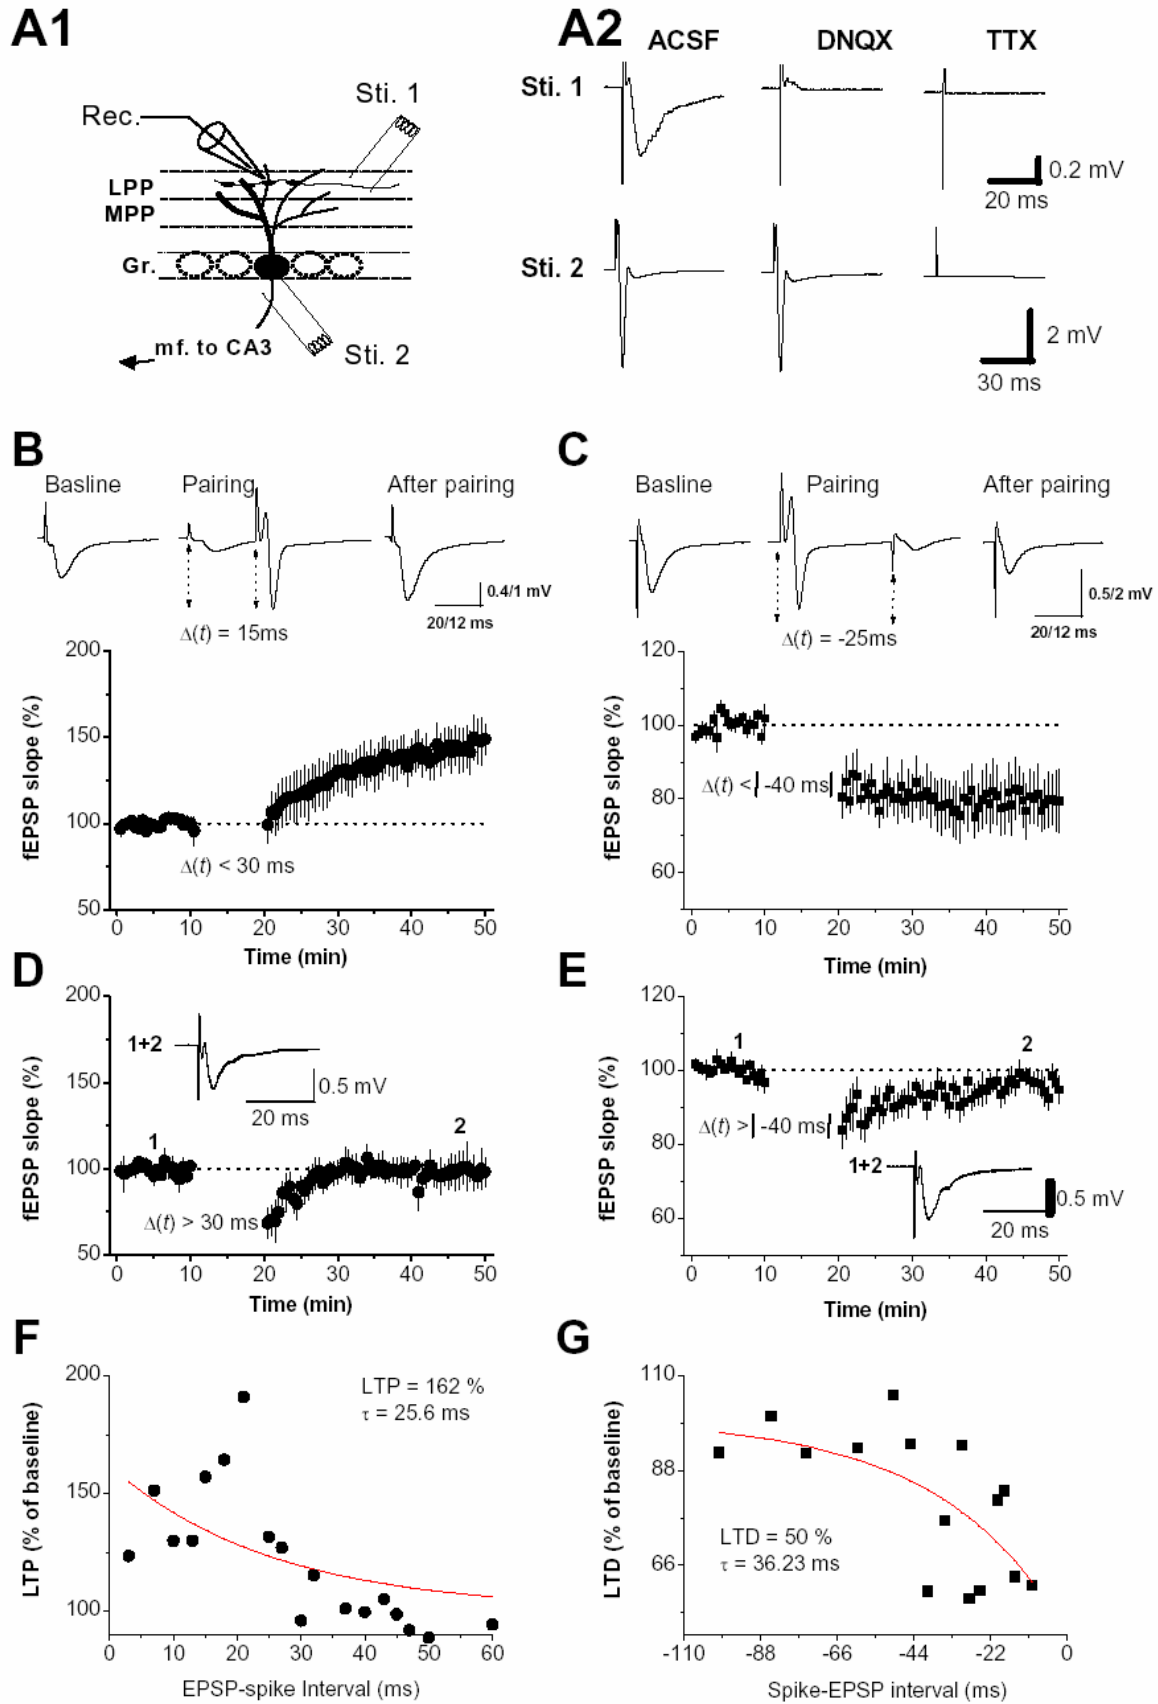 A1
A2
ACSF DNQX TTX
Sti. 1
Rec.
Sti. 1
LPP
MPP
0.2 mV
20 ms
Gr.
Sti. 2
mf. to CA3
Sti. 2
2 mV
30 ms
B
Basline Pairing After pairing
0.4/1 mV
20/12 ms
Δ(t) = 15ms
200
150
100
50
fEPSP slope (%)
Δ(t) < 30 ms
0 10 20 30 40 50
Time (min)
C
Basline Pairing After pairing
0.5/2 mV
20/12 ms
Δ(t) = -25ms
120
100
80
60
fEPSP slope (%)
Δ(t) <| -40 ms|
0 10 20 30 40 50
Time (min)
D
200
150
100
50
fEPSP slope (%)
1+2
0.5 mV
20 ms
1
2
Δ(t) > 30 ms
0 10 20 30 40 50
Time (min)
E
120
100
80
60
fEPSP slope (%)
1
2
Δ(t) >| -40 ms|
1+2
0.5 mV
20 ms
0 10 20 30 40 50
Time (min)
F
200
150
100
LTP (% of baseline)
LTP = 162 %
τ = 25.6 ms
0 10 20 30 40 50 60
EPSP-spike Interval (ms)
G
110
88
66
LTD (% of baseline)
LTD = 50 %
τ = 36.23 ms
-110 -88 -66 -44 -22 0
Spike-EPSP interval (ms)